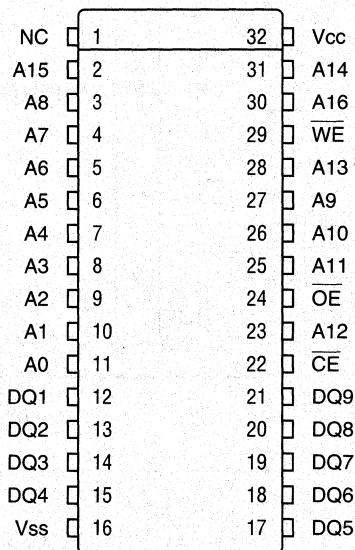 NC 1 32 Vcc
A15 2 31 A14
A8 3 30 A16
A7 4 29 WE
A6 5 28 A13
A5 6 27 A9
A4 7 26 A10
A3 8 25 A11
A2 9 24 OE
A1 10 23 A12
A0 11 22 CE
DQ1 12 21 DQ9
DQ2 13 20 DQ8
DQ3 14 19 DQ7
DQ4 15 18 DQ6
Vss 16 17 DQ5